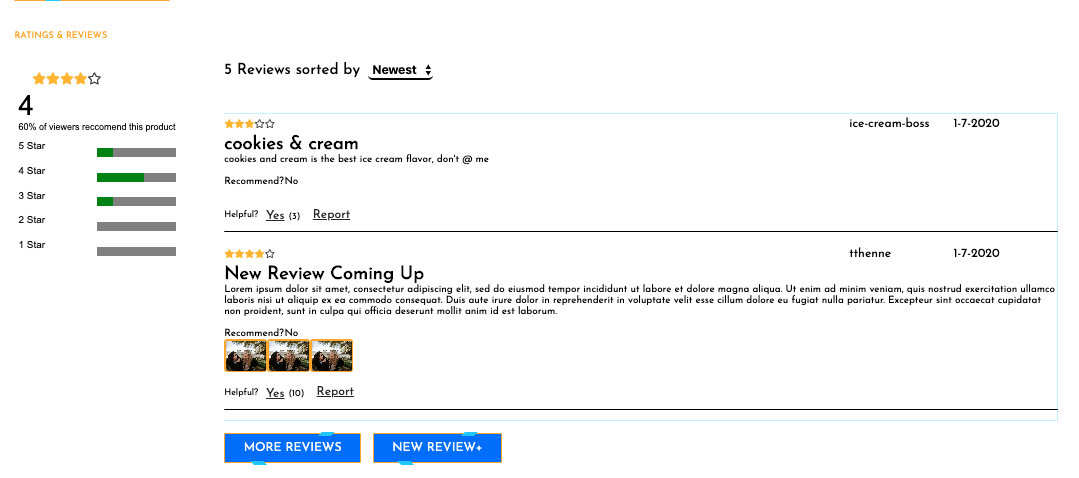 RATINGS & REVIEWS
5 Reviews sorted by Newest
4
60% of viewers reccomend this product
5 Star
4 Star
3 Star
2 Star
1 Star
ice-cream-boss 1-7-2020
cookies & cream
cookies and cream is the best ice cream flavor, don't @ me
Recommend?No
Helpful? Yes (3) Report
tthenne 1-7-2020
New Review Coming Up
Lorem ipsum dolor sit amet, consectetur adipiscing elit, sed do eiusmod tempor incididunt ut labore et dolore magna aliqua. Ut enim ad minim veniam, quis nostrud exercitation ullamco
laboris nisi ut aliquip ex ea commodo consequat. Duis aute irure dolor in reprehenderit in voluptate velit esse cillum dolore eu fugiat nulla pariatur. Excepteur sint occaecat cupidatat
non proident, sunt in culpa qui officia deserunt mollit anim id est laborum.
Recommend?No
Helpful? Yes (10) Report
MORE REVIEWS NEW REVIEW+